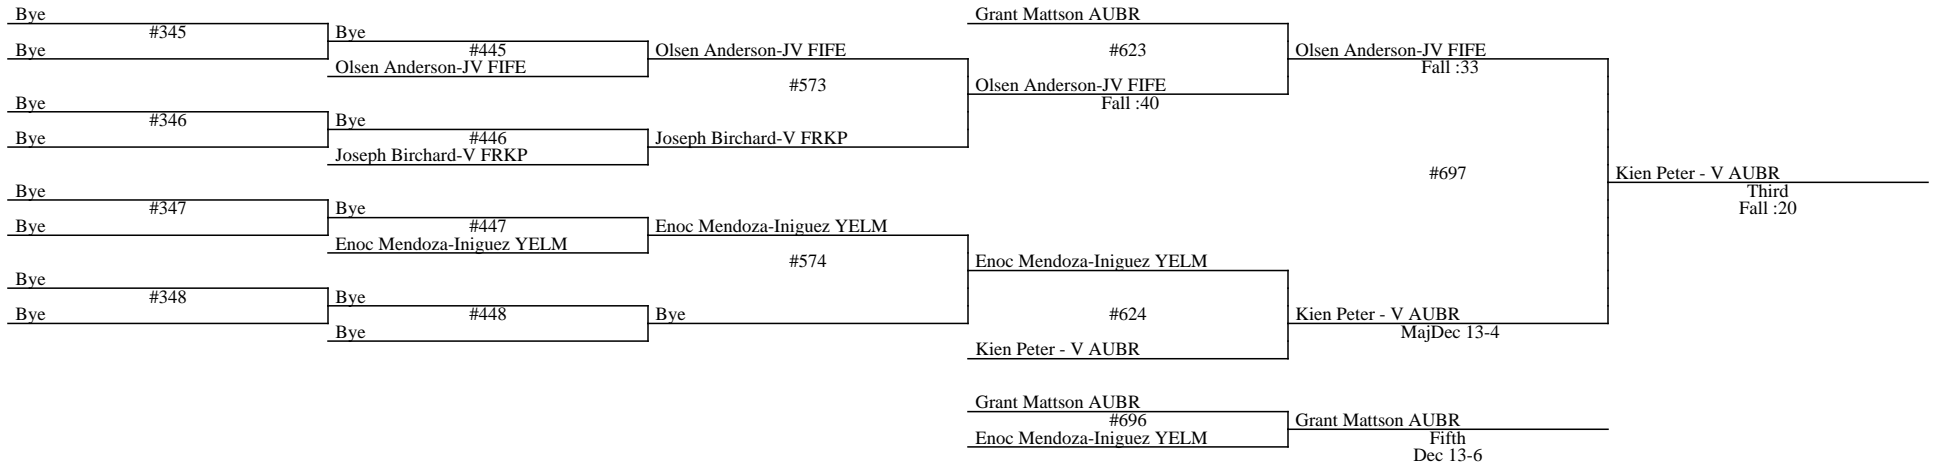 Bye
Grant Mattson AUBR
#345
Bye
Bye
#445
Olsen Anderson-JV FIFE
#623
Olsen Anderson-JV FIFE
Olsen Anderson-JV FIFE
Fall :33
#573
Olsen Anderson-JV FIFE
Fall :40
Bye
#346
Bye
Bye
#446
Joseph Birchard-V FRKP
Joseph Birchard-V FRKP
#697
Kien Peter - V AUBR
Third
Fall :20
Bye
#347
Bye
Bye
#447
Enoc Mendoza-Iniguez YELM
Enoc Mendoza-Iniguez YELM
#574
Enoc Mendoza-Iniguez YELM
Bye
#348
Bye
Bye
#448
Bye
Bye
#624
Kien Peter - V AUBR
MajDec 13-4
Kien Peter - V AUBR
Grant Mattson AUBR
#696
Enoc Mendoza-Iniguez YELM
Grant Mattson AUBR
Fifth
Dec 13-6